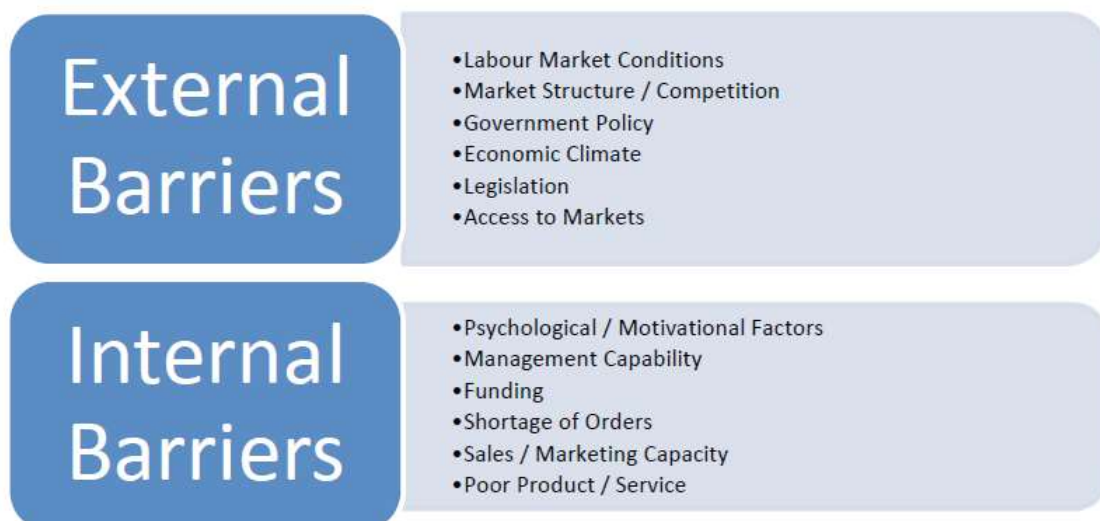 External
Barriers
•Labour Market Conditions
•Market Structure / Competition
•Government Policy
•Economic Climate
•Legislation
•Access to Markets
Internal
Barriers
•Psychological / Motivational Factors
•Management Capability
•Funding
•Shortage of Orders
•Sales / Marketing Capacity
•Poor Product / Service